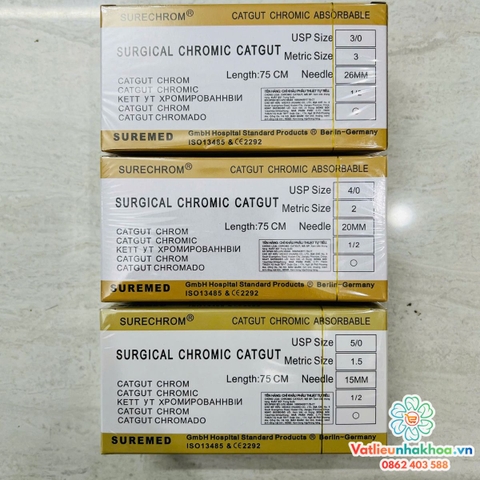 SURECHROM® CATGUT CHROMIC ABSORBABLE
USP Size 3/0
SURGICAL CHROMIC CATGUT
Metric Size 3
Length:75 CM Needle 26MM
CATGUT CHROM
CATGUT CHROMIC
1/2
КЕТТ УТ ХРОМИРОВАННВІЙ
CATGUT CHROM
CATGUT CHROMADO
SUREMED
GmbH Hospital Standard Products ® Berlin-Germany
ISO13485 & CE2292
SURECHROM® CATGUT CHROMIC ABSORBABLE
USP Size 4/0
SURGICAL CHROMIC CATGUT
Metric Size 2
Length:75 CM Needle 20MM
CATGUT CHROM
CATGUT CHROMIC
1/2
КЕТТ УТ ХРОМИРОВАННВІЙ
CATGUT CHROM
CATGUT CHROMADO
SUREMED
GmbH Hospital Standard Products ® Berlin-Germany
ISO13485 & CE2292
SURECHROM® CATGUT CHROMIC ABSORBABLE
USP Size 5/0
SURGICAL CHROMIC CATGUT
Metric Size 1.5
Length:75 CM Needle 15MM
CATGUT CHROM
CATGUT CHROMIC
1/2
КЕТТ УТ ХРОМИРОВАННВІЙ
CATGUT CHROM
CATGUT CHROMADO
SUREMED
GmbH Hospital Standard Products ® Berlin-Germany
ISO13485 & CE2292
Vatlieunhakhoa.vn
0862 403 588